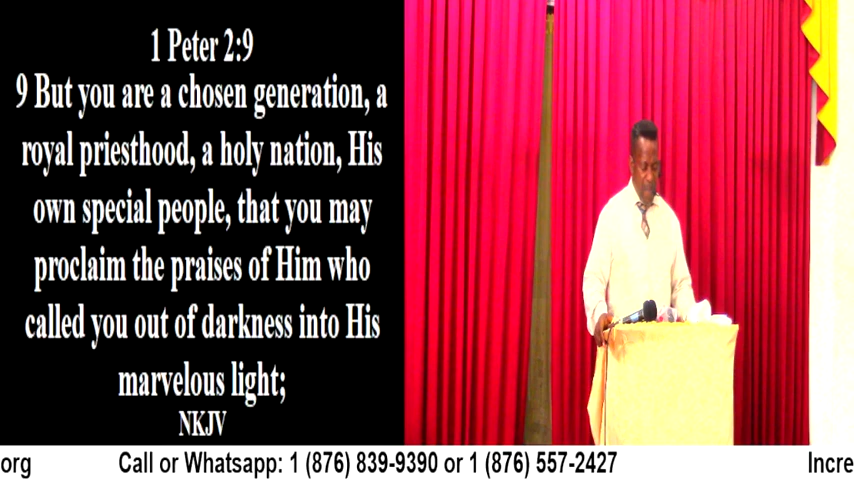 1 Peter 2:9
9 But you are a chosen generation, a
royal priesthood, a holy nation, His
own special people, that you may
proclaim the praises of Him who
called you out of darkness into His
marvelous light;
NKJV
org Call or Whatsapp: 1 (876) 839-9390 or 1 (876) 557-2427 Incre